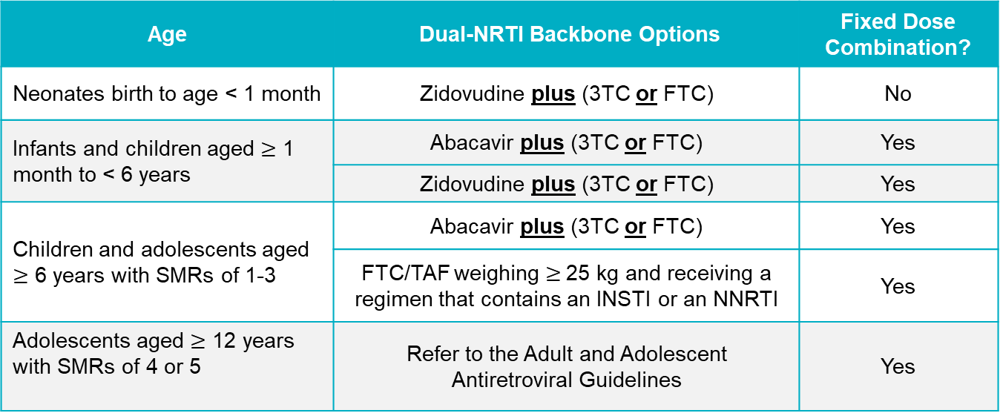 Age
Dual-NRTI Backbone Options
Fixed Dose
Combination?
Neonates birth to age < 1 month
Zidovudine plus (3TC or FTC)
No
Infants and children aged ≥ 1
month to < 6 years
Abacavir plus (3TC or FTC)
Yes
Zidovudine plus (3TC or FTC)
Yes
Children and adolescents aged
≥ 6 years with SMRs of 1-3
Abacavir plus (3TC or FTC)
Yes
FTC/TAF weighing ≥ 25 kg and receiving a
regimen that contains an INSTI or an NNRTI
Yes
Adolescents aged ≥ 12 years
with SMRs of 4 or 5
Refer to the Adult and Adolescent
Antiretroviral Guidelines
Yes